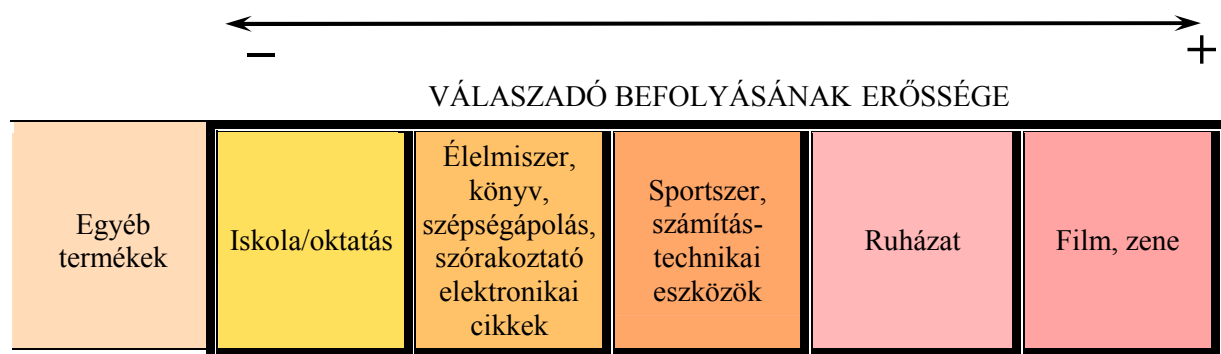 –
+
VÁLASZADÓ BEFOLYÁSÁNAK ERŐSSÉGE
Egyéb
termékek
Iskola/oktatás
Élelmiszer,
könyv,
szépségápolás,
szórakoztató
elektronikai
cikkek
Sportszer,
számítás-
technikai
eszközök
Ruházat
Film, zene